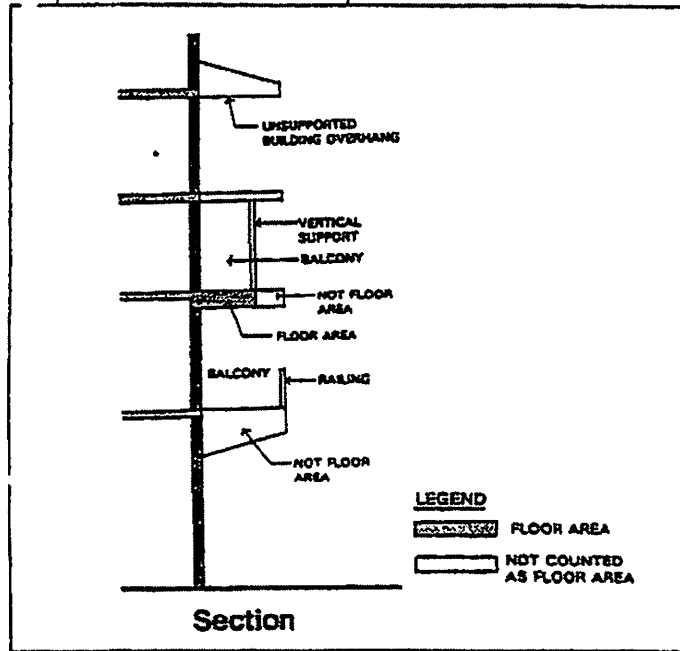 UNSUPPORTED
BUILDING OVERHANG
VERTICAL
SUPPORT
BALCONY
NOT FLOOR
AREA
FLOOR AREA
BALCONY
RAILING
NOT FLOOR
AREA
LEGEND
FLOOR AREA
NOT COUNTED
AS FLOOR AREA
Section